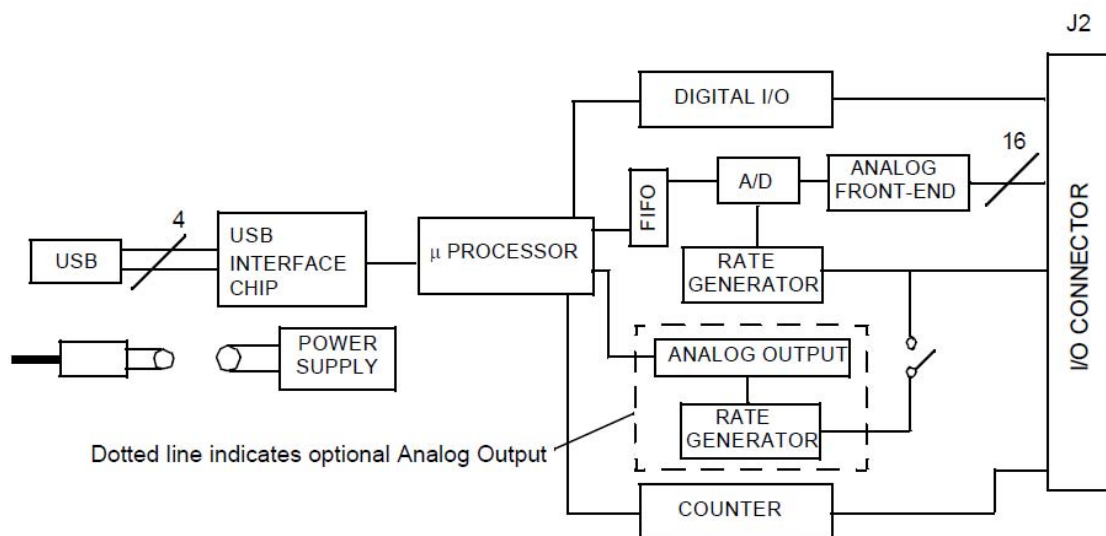 J2
DIGITAL I/O
16
FIFO
A/D
ANALOG
FRONT-END
4
USB
USB
INTERFACE
CHIP
μ PROCESSOR
RATE
GENERATOR
I/O CONNECTOR
POWER
SUPPLY
ANALOG OUTPUT
RATE
GENERATOR
Dotted line indicates optional Analog Output
COUNTER